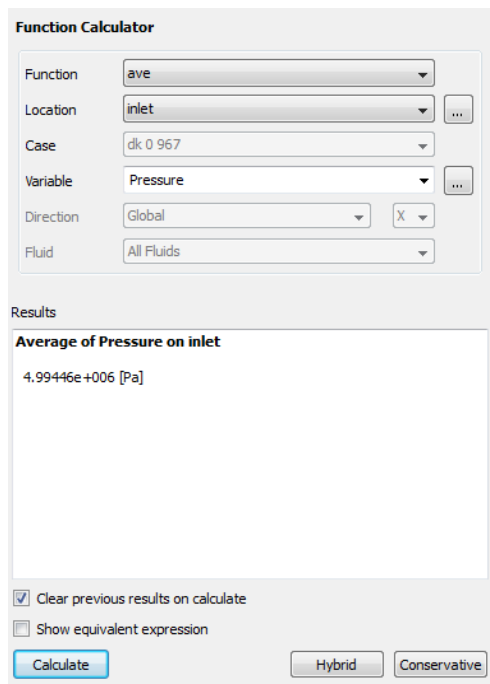 Function Calculator
Function ave
Location inlet ...
Case dk 0 967
Variable Pressure ...
Direction Global X
Fluid All Fluids
Results
Average of Pressure on inlet
4.99446e+006 [Pa]
Clear previous results on calculate
Show equivalent expression
Calculate Hybrid Conservative